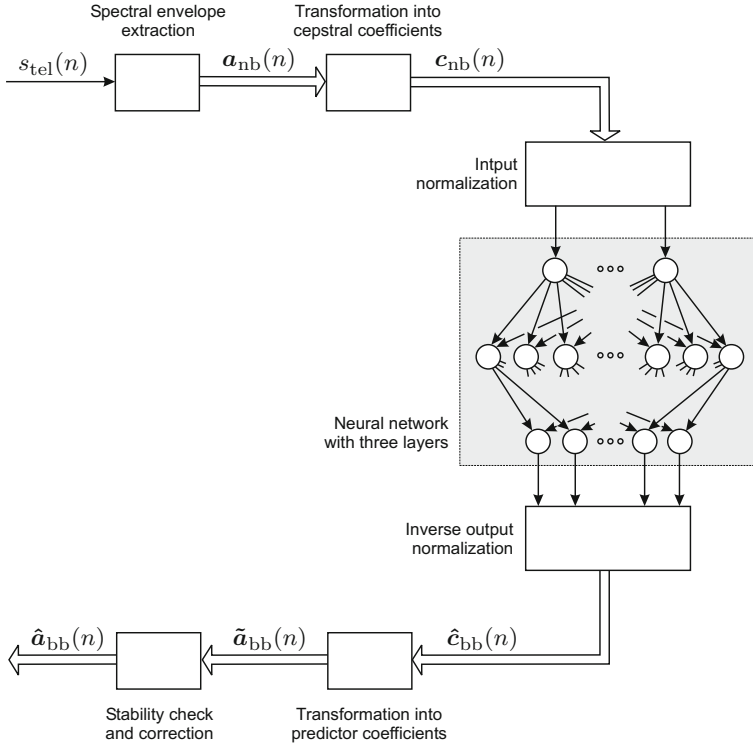 Spectral envelope
extraction
Transformation into
cepstral coefficients
s_tel(n)
a_nb(n)
c_nb(n)
Intput
normalization
Neural network
with three layers
Inverse output
normalization
â_bb(n)
ã_bb(n)
ĉ_bb(n)
Stability check
and correction
Transformation into
predictor coefficients